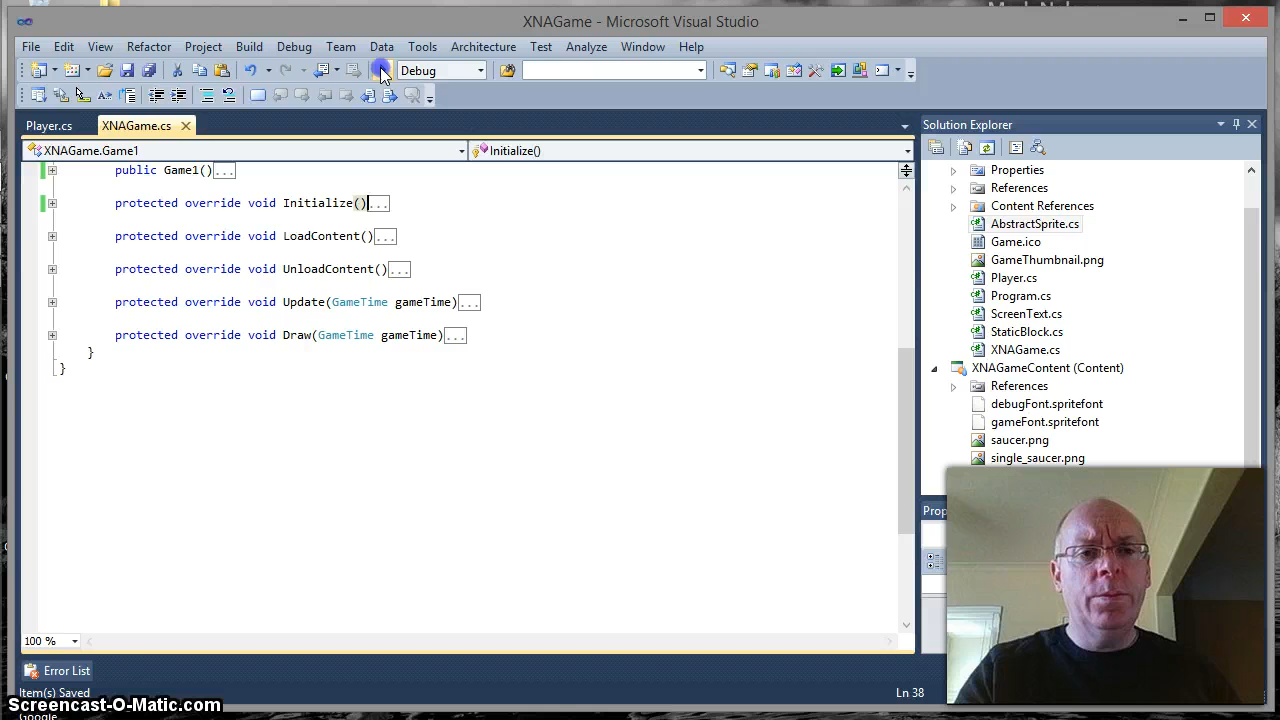 XNAGame - Microsoft Visual Studio
File Edit View Refactor Project Build Debug Team Data Tools Architecture Test Analyze Window Help
Debug
Player.cs XNAGame.cs
XNAGame.Game1 Initialize()
public Game1()...
protected override void Initialize()...
protected override void LoadContent()...
protected override void UnloadContent()...
protected override void Update(GameTime gameTime)...
protected override void Draw(GameTime gameTime)...
}
}
100 %
Error List
Item(s) Saved
Ln 38
Solution Explorer
Properties
References
Content References
AbstractSprite.cs
Game.ico
GameThumbnail.png
Player.cs
Program.cs
ScreenText.cs
StaticBlock.cs
XNAGame.cs
XNAGameContent (Content)
References
debugFont.spritefont
gameFont.spritefont
saucer.png
single_saucer.png
Prop
Screencast-O-Matic.com
Google